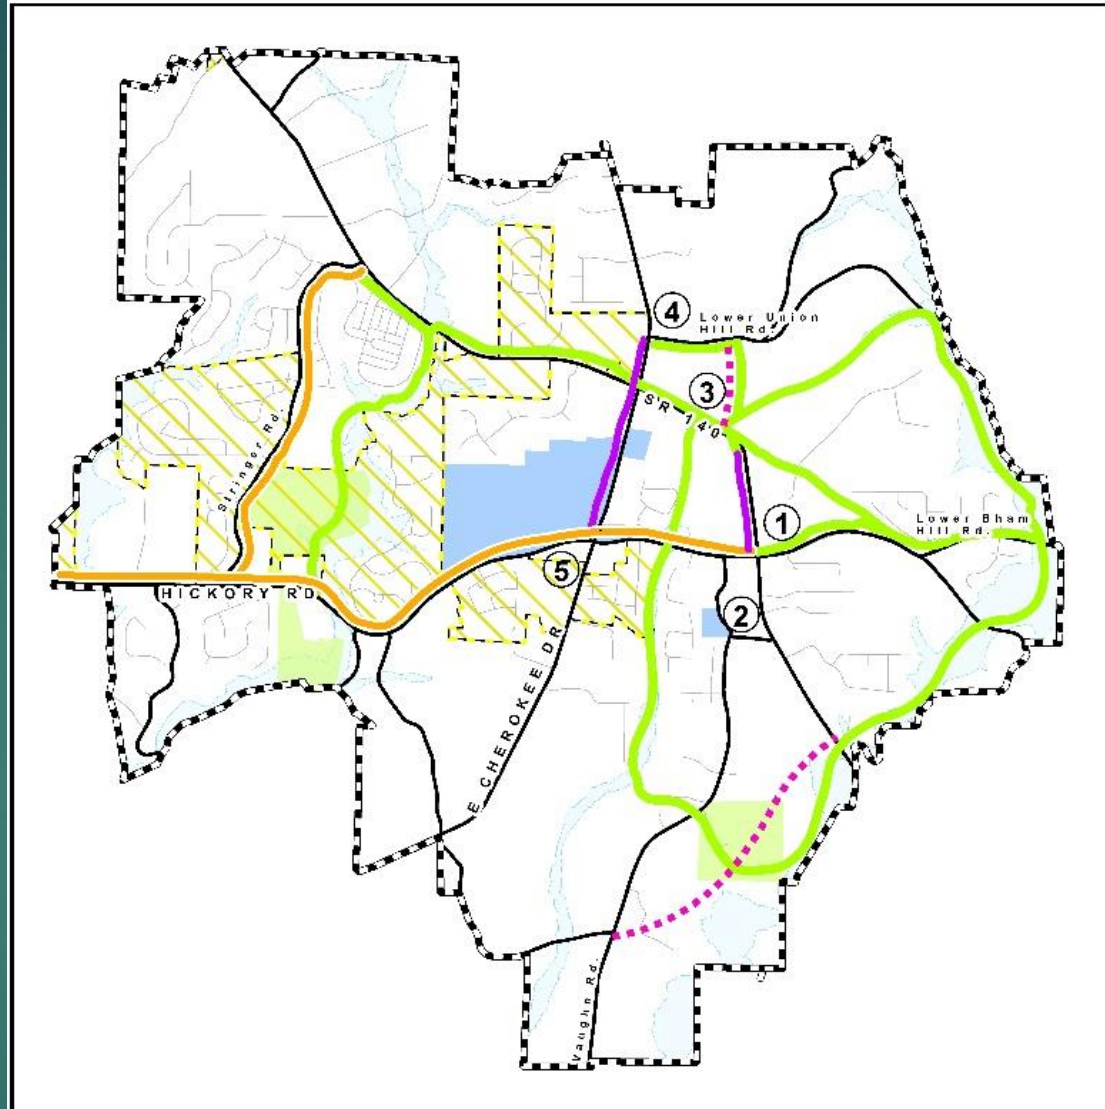 4
Lower Union
Hill Rd.
3
SR 140
Stringer Rd.
1
Lower Bham
Hill Rd.
5
HICKORY RD
2
E CHEROKEE DR
Vaughn Rd.